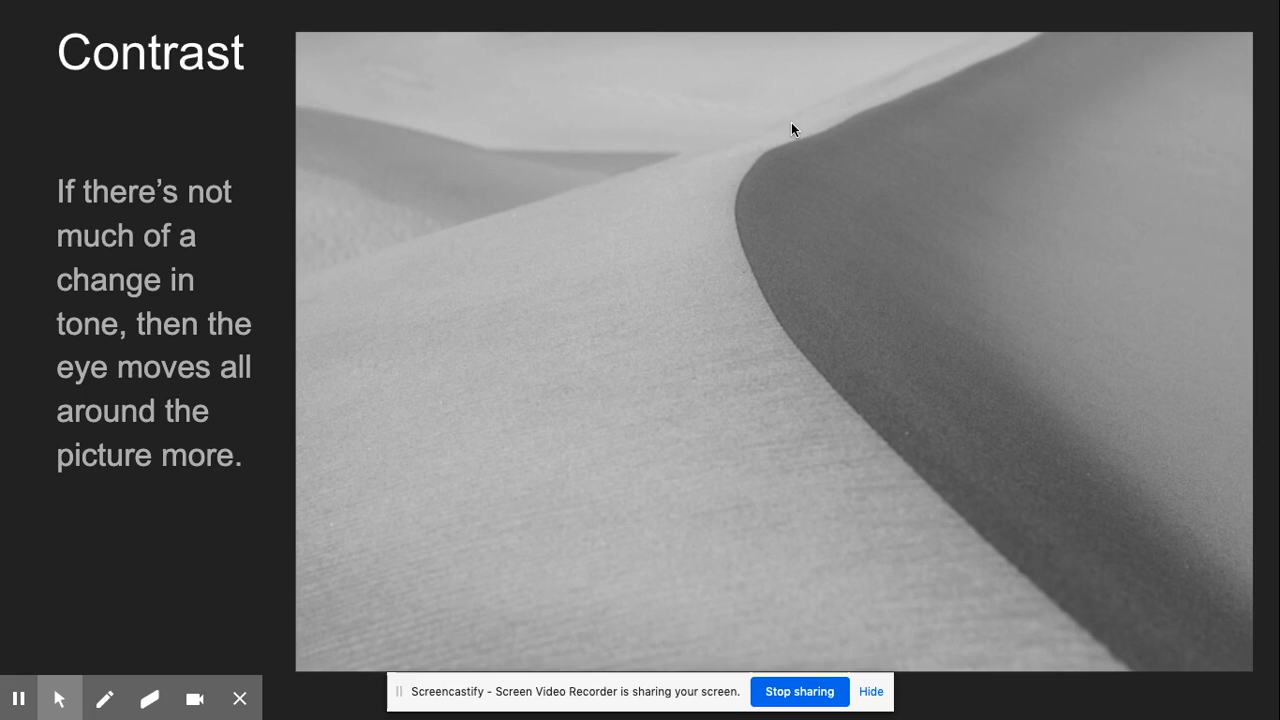 Contrast
If there’s not
much of a
change in
tone, then the
eye moves all
around the
picture more.
Screencastify - Screen Video Recorder is sharing your screen. Stop sharing Hide